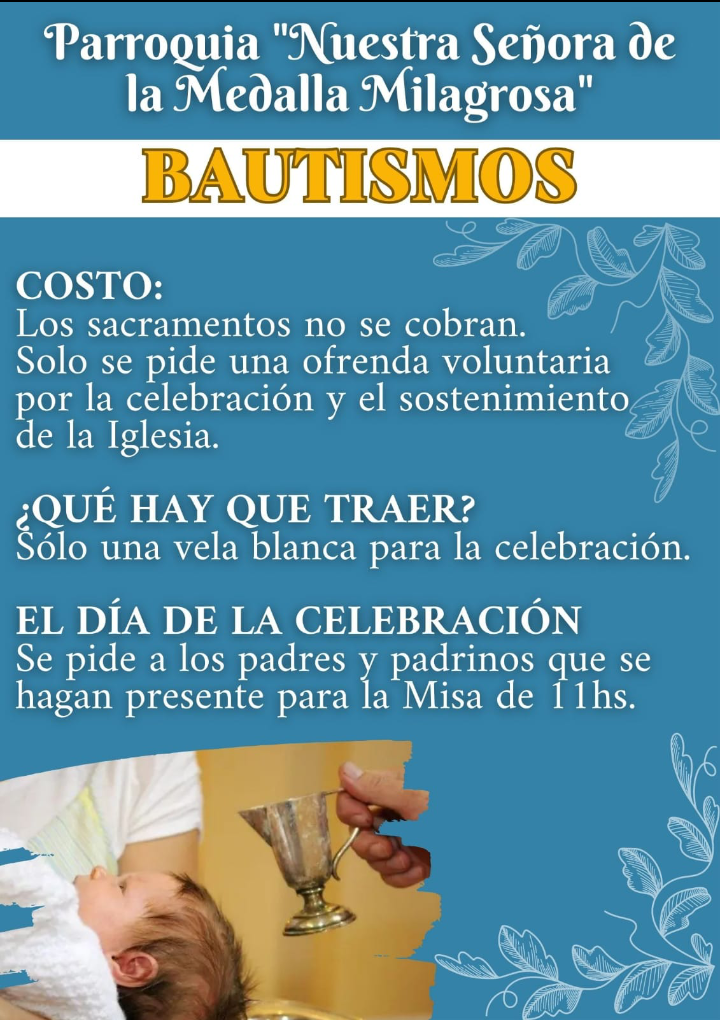 Parroquia "Nuestra Señora de
la Medalla Milagrosa"
BAUTISMOS
COSTO:
Los sacramentos no se cobran.
Solo se pide una ofrenda voluntaria
por la celebración y el sostenimiento
de la Iglesia.
¿QUÉ HAY QUE TRAER?
Sólo una vela blanca para la celebración.
EL DÍA DE LA CELEBRACIÓN
Se pide a los padres y padrinos que se
hagan presente para la Misa de 11hs.